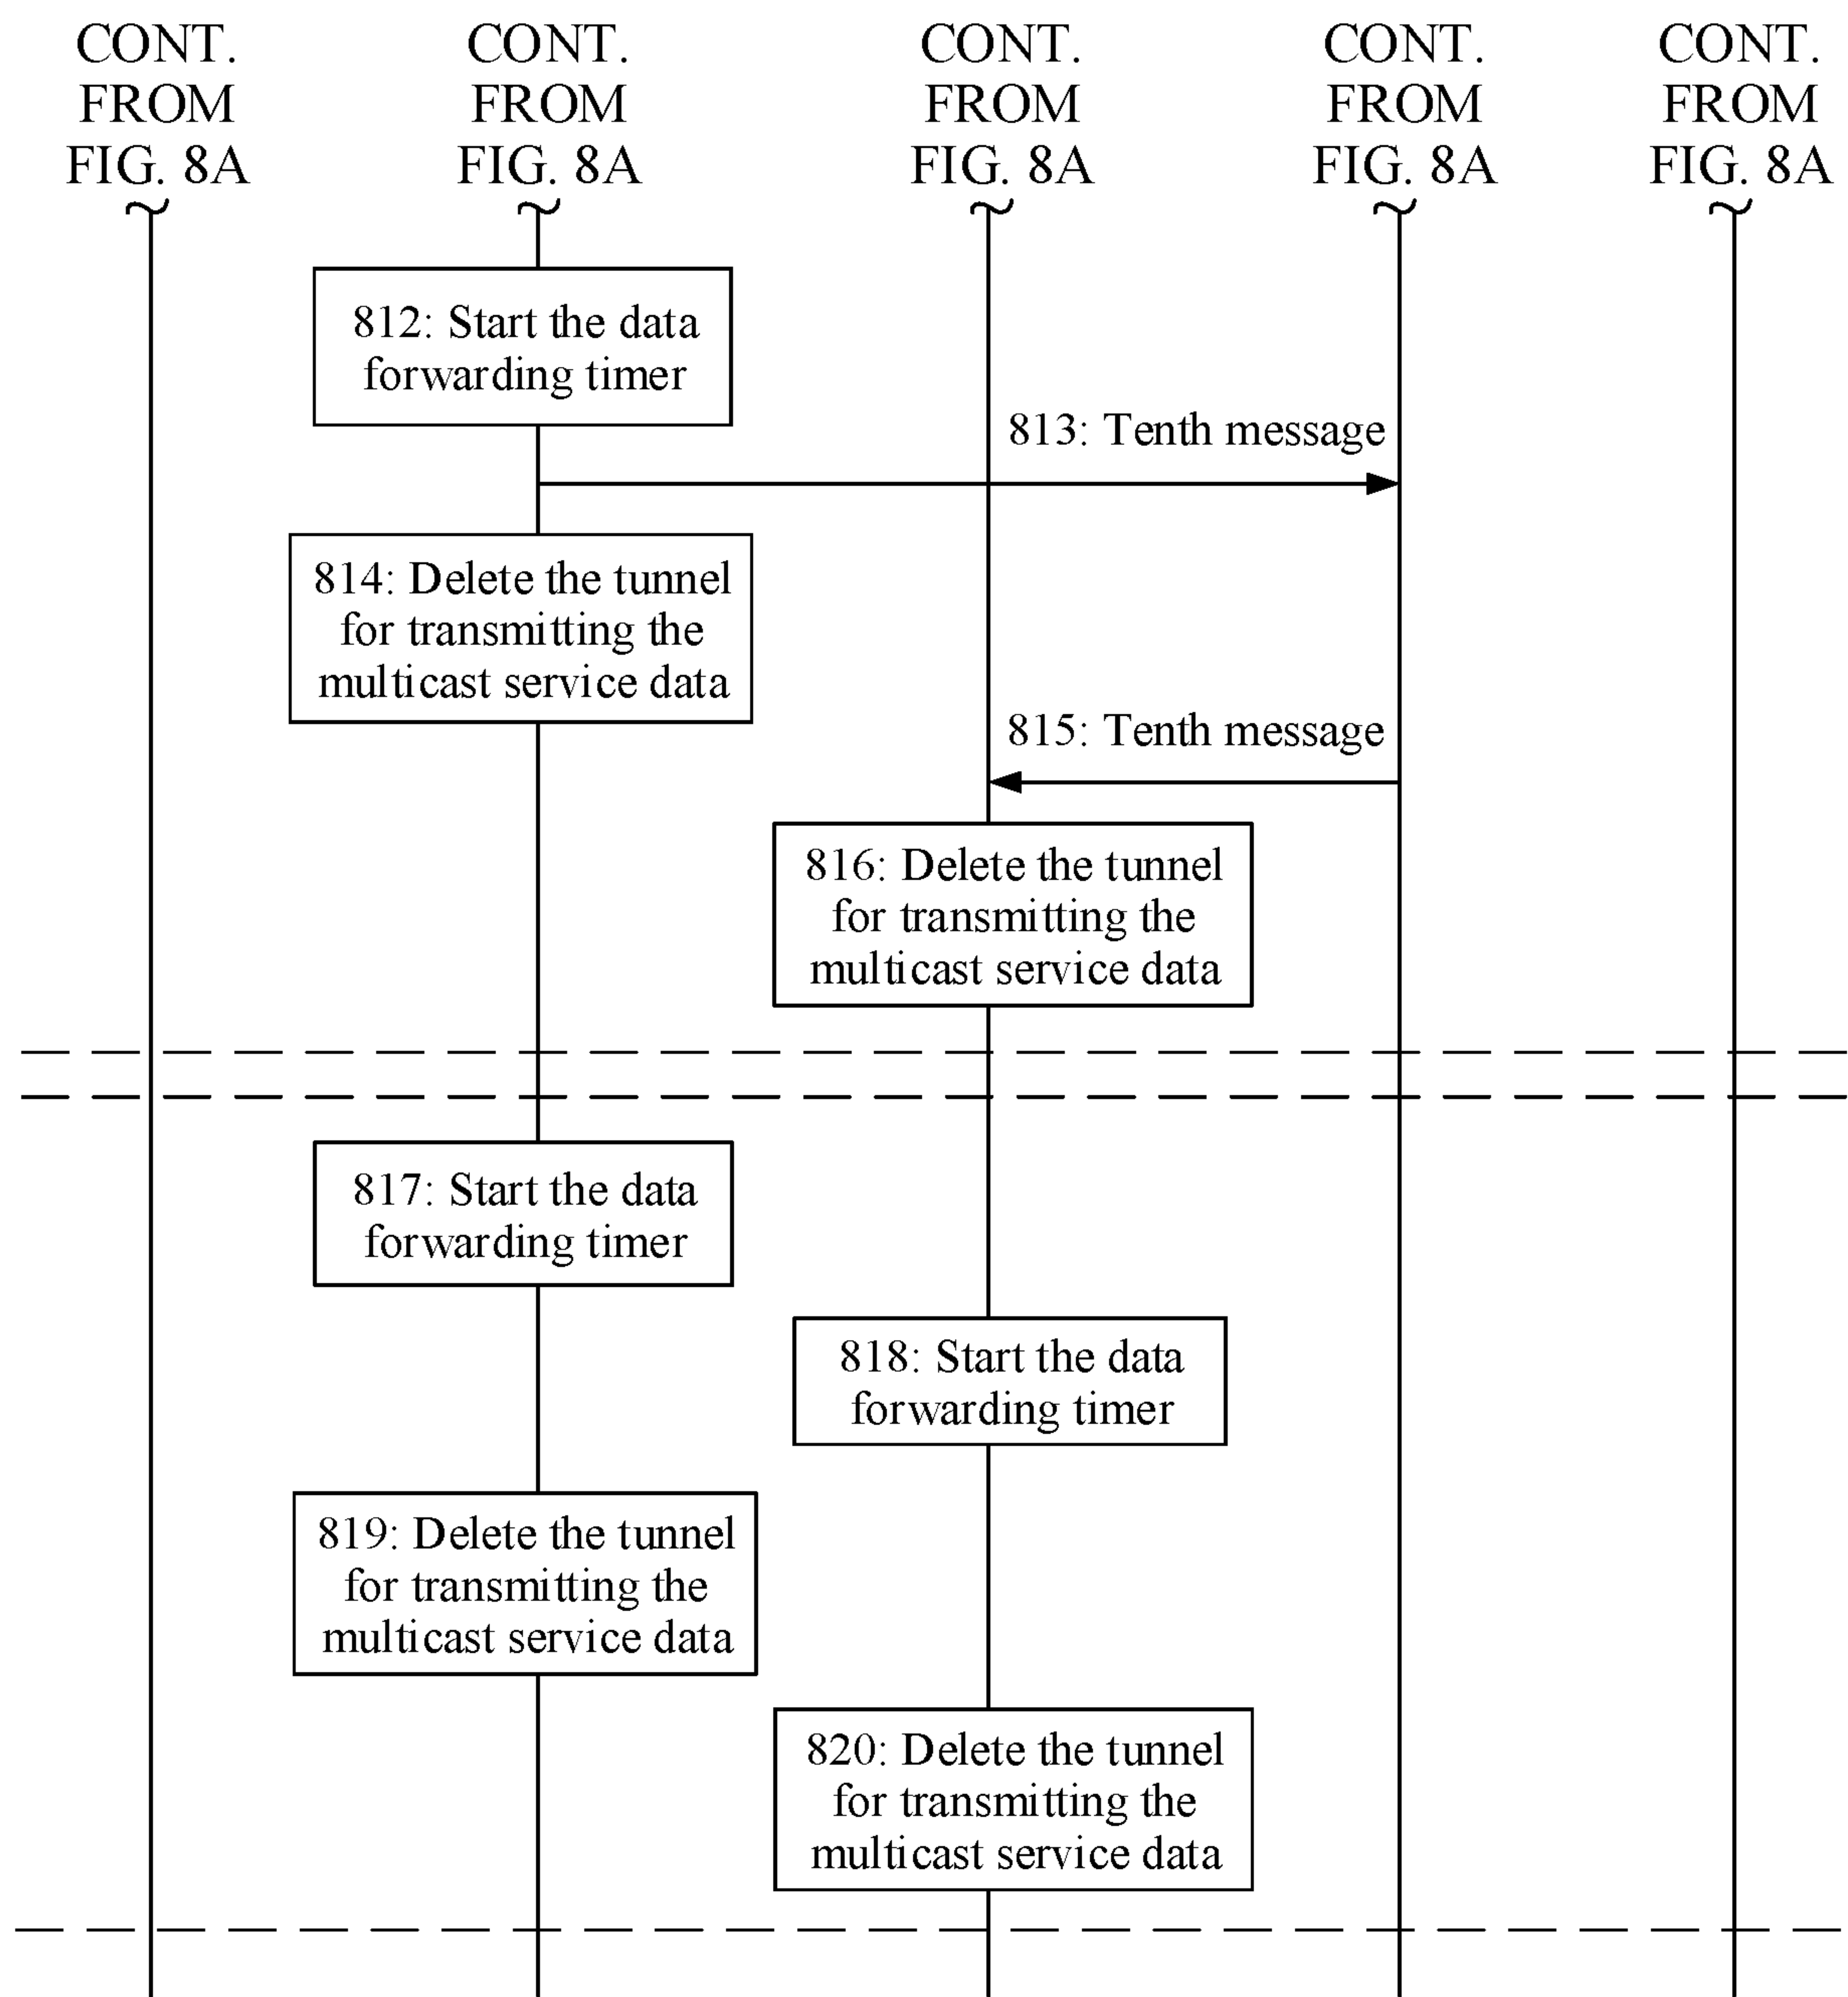 CONT.
FROM
FIG. 8A
CONT.
FROM
FIG. 8A
CONT.
FROM
FIG. 8A
CONT.
FROM
FIG. 8A
CONT.
FROM
FIG. 8A
812: Start the data
forwarding timer
813: Tenth message
814: Delete the tunnel
for transmitting the
multicast service data
815: Tenth message
816: Delete the tunnel
for transmitting the
multicast service data
817: Start the data
forwarding timer
818: Start the data
forwarding timer
819: Delete the tunnel
for transmitting the
multicast service data
820: Delete the tunnel
for transmitting the
multicast service data